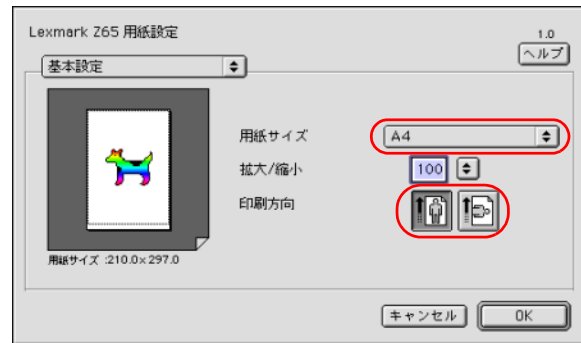 Lexmark Z65 用紙設定
1.0
ヘルプ
基本設定
用紙サイズ
A4
拡大/縮小
100
印刷方向
用紙サイズ :210.0×297.0
キャンセル
OK